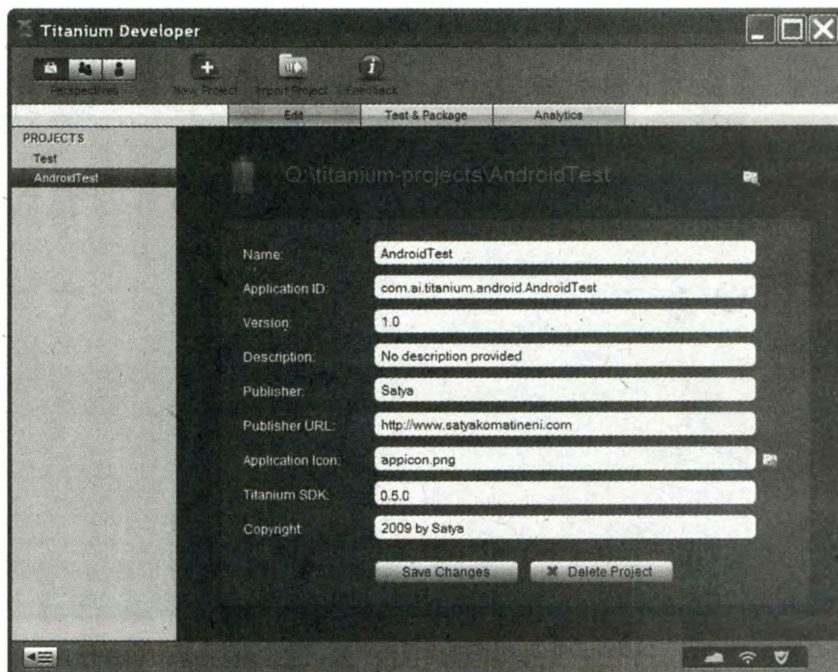 Titanium Developer
Perspectives New Project Import Project Feedback
Edit Test & Package Analytics
PROJECTS
Test
AndroidTest
Q:\titanium-projects\AndroidTest
Name: AndroidTest
Application ID: com.ai.titanium.android.AndroidTest
Version: 1.0
Description: No description provided
Publisher: Satya
Publisher URL: http://www.satyakomatineni.com
Application Icon: appicon.png
Titanium SDK: 0.5.0
Copyright: 2009 by Satya
Save Changes Delete Project